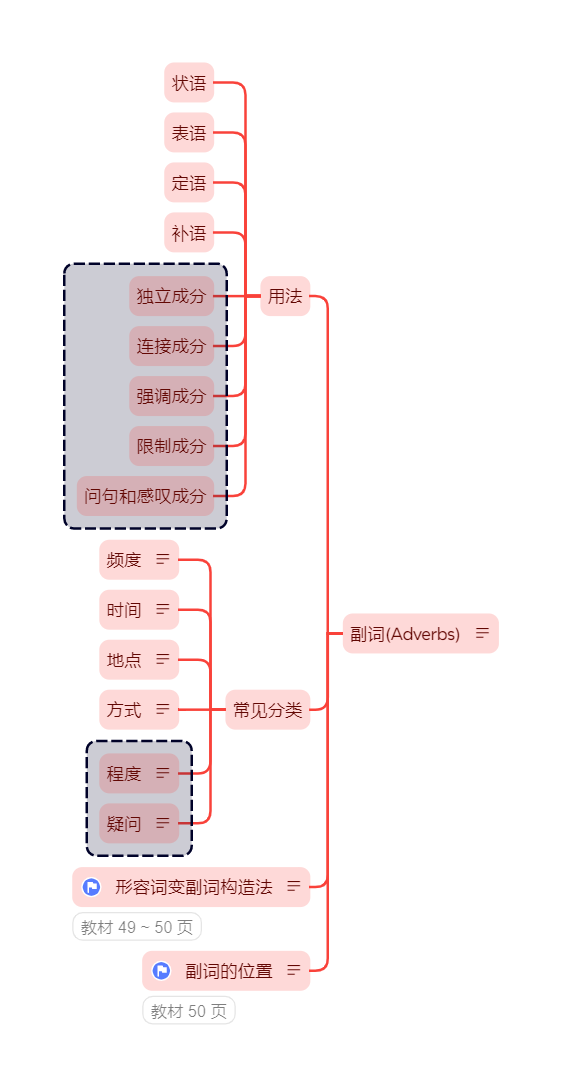 状语
表语
定语
补语
独立成分
连接成分
强调成分
限制成分
问句和感叹成分
用法
频度
时间
地点
方式
程度
疑问
常见分类
副词(Adverbs)
形容词变副词构造法
教材 49 ~ 50 页
副词的位置
教材 50 页